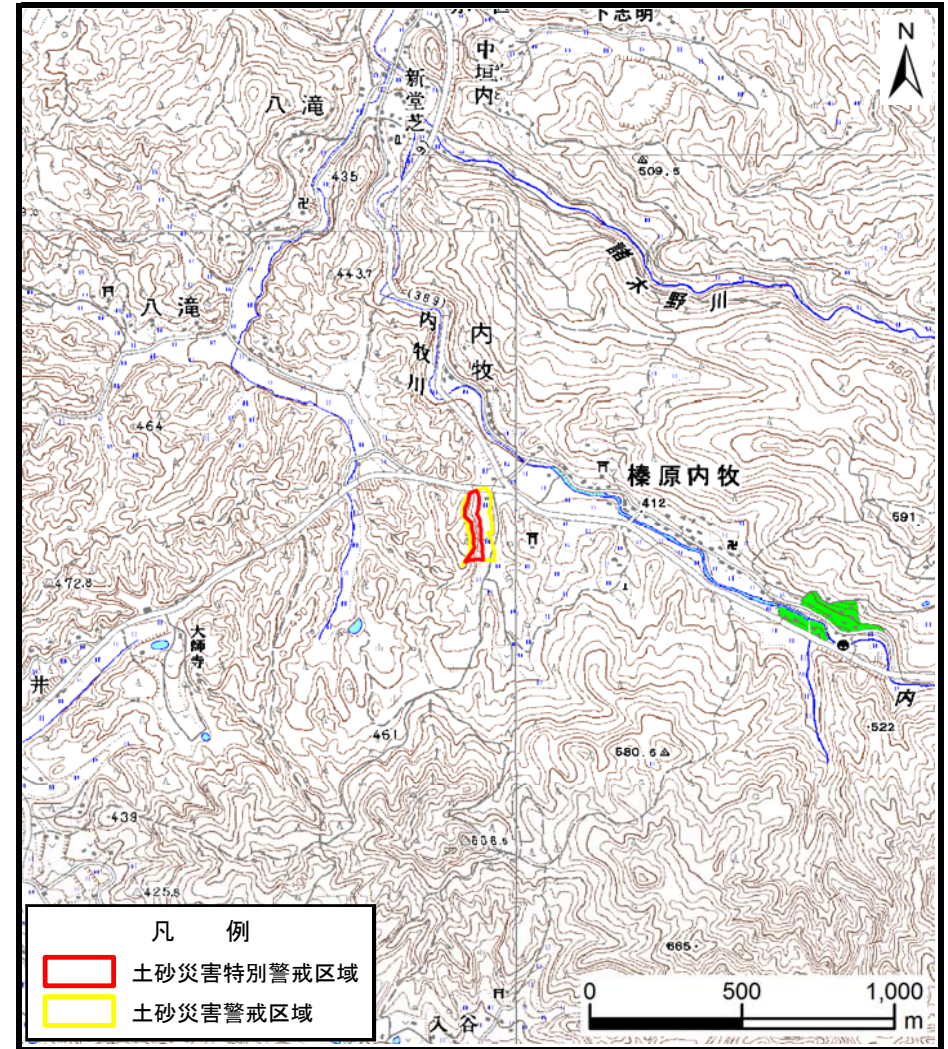 下志明
N
中垣内
新堂芝
八滝
435
509.5
諸木野川
443.7
(389)
八滝
内牧川
内牧
464
榛原内牧
412
591
472.8
大師寺
井
内
461
522
580.6
439
606.5
425.8
665
入谷
凡 例
土砂災害特別警戒区域
土砂災害警戒区域
0 500 1,000
m